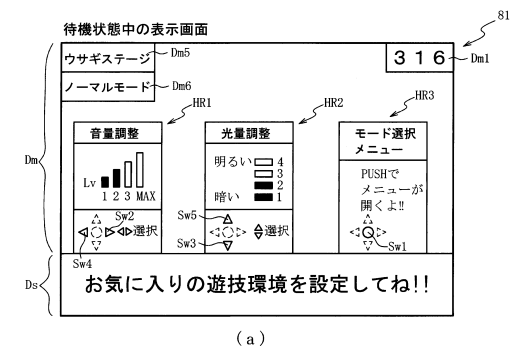 待機状態中の表示画面
81
ウサギステージ
Dm5
316
Dm1
ノーマルモード
Dm6
HR1
HR2
HR3
Dm
音量調整
光量調整
モード選択
メニュー
Lv
1 2 3 MAX
明るい
4
3
2
暗い
1
PUSHで
メニューが
開くよ!!
Sw2
選択
Sw4
Sw5
選択
Sw3
Sw1
Ds
お気に入りの遊技環境を設定してね!!
(a)